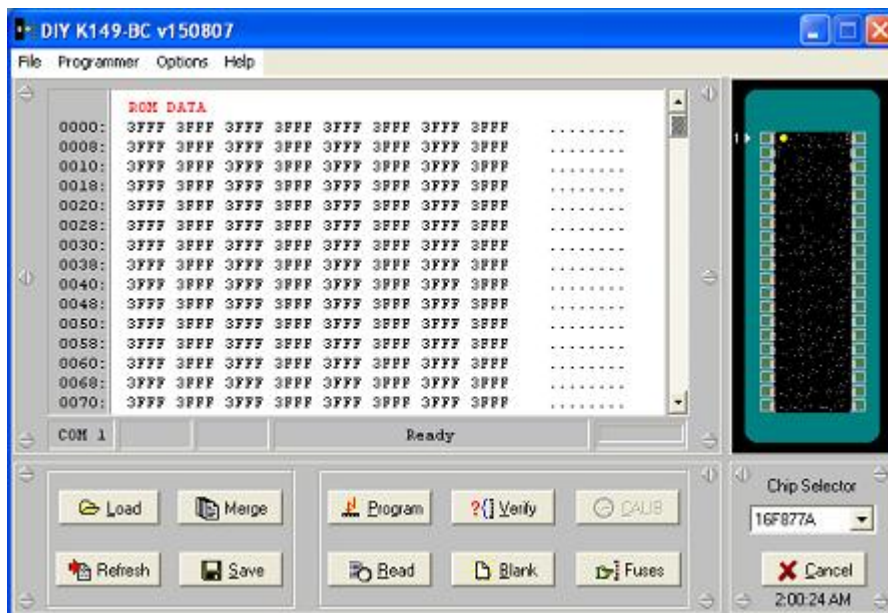 DIY K149-BC v150807
File Programmer Options Help
ROM DATA
0000: 3FFF 3FFF 3FFF 3FFF 3FFF 3FFF 3FFF 3FFF ........
0008: 3FFF 3FFF 3FFF 3FFF 3FFF 3FFF 3FFF 3FFF ........
0010: 3FFF 3FFF 3FFF 3FFF 3FFF 3FFF 3FFF 3FFF ........
0018: 3FFF 3FFF 3FFF 3FFF 3FFF 3FFF 3FFF 3FFF ........
0020: 3FFF 3FFF 3FFF 3FFF 3FFF 3FFF 3FFF 3FFF ........
0028: 3FFF 3FFF 3FFF 3FFF 3FFF 3FFF 3FFF 3FFF ........
0030: 3FFF 3FFF 3FFF 3FFF 3FFF 3FFF 3FFF 3FFF ........
0038: 3FFF 3FFF 3FFF 3FFF 3FFF 3FFF 3FFF 3FFF ........
0040: 3FFF 3FFF 3FFF 3FFF 3FFF 3FFF 3FFF 3FFF ........
0048: 3FFF 3FFF 3FFF 3FFF 3FFF 3FFF 3FFF 3FFF ........
0050: 3FFF 3FFF 3FFF 3FFF 3FFF 3FFF 3FFF 3FFF ........
0058: 3FFF 3FFF 3FFF 3FFF 3FFF 3FFF 3FFF 3FFF ........
0060: 3FFF 3FFF 3FFF 3FFF 3FFF 3FFF 3FFF 3FFF ........
0068: 3FFF 3FFF 3FFF 3FFF 3FFF 3FFF 3FFF 3FFF ........
0070: 3FFF 3FFF 3FFF 3FFF 3FFF 3FFF 3FFF 3FFF ........
1
COM 1 Ready
Load Merge Program Verify CALIB
Refresh Save Read Blank Fuses
Chip Selector
16F877A
Cancel
2:00:24 AM